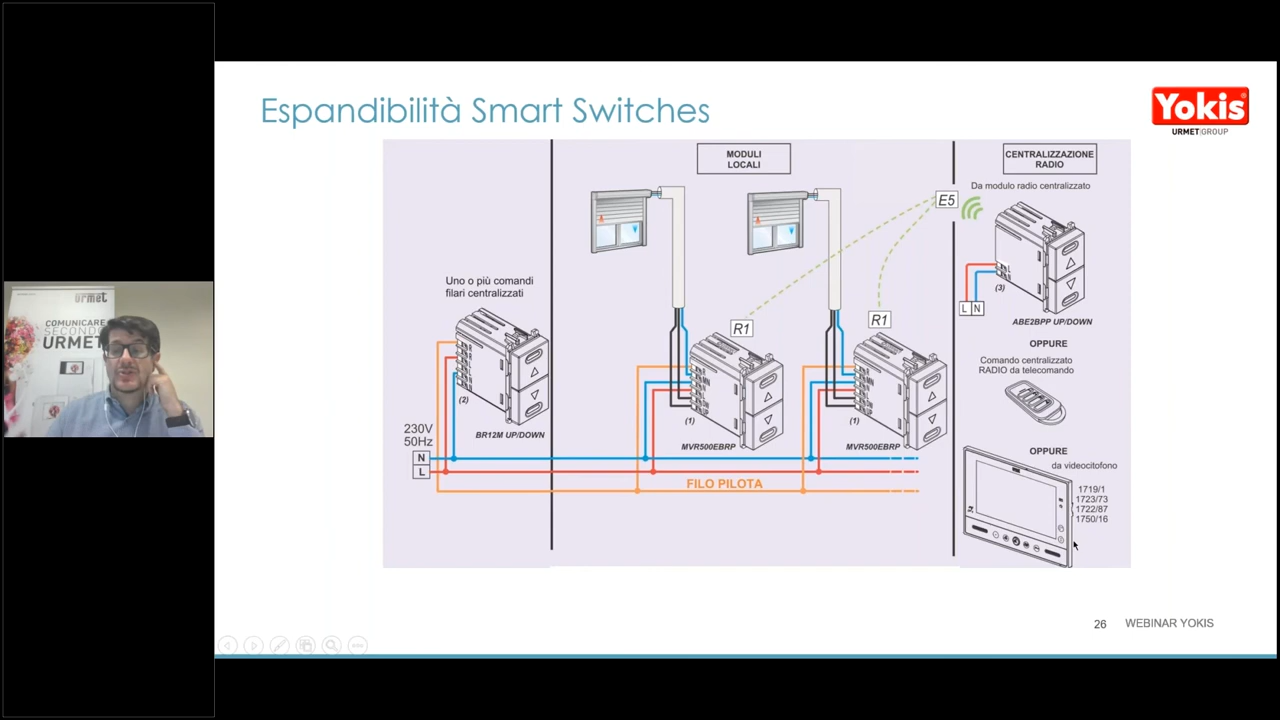 urmet
COMUNICARE
SECONDO
URMET
Espandibilità Smart Switches
Yokis
URMET GROUP
MODULI
LOCALI
CENTRALIZZAZIONE
RADIO
Da modulo radio centralizzato
E5
Uno o più comandi
filari centralizzati
R1
R1
(3)
L N
ABE2BPP UP/DOWN
OPPURE
Comando centralizzato
RADIO da telecomando
(2)
(1)
(1)
BR12M UP/DOWN
MVR500EBRP
MVR500EBRP
230V
50Hz
N
L
FILO PILOTA
OPPURE
da videocitofono
1719/1
1723/73
1722/87
1750/16
26 WEBINAR YOKIS